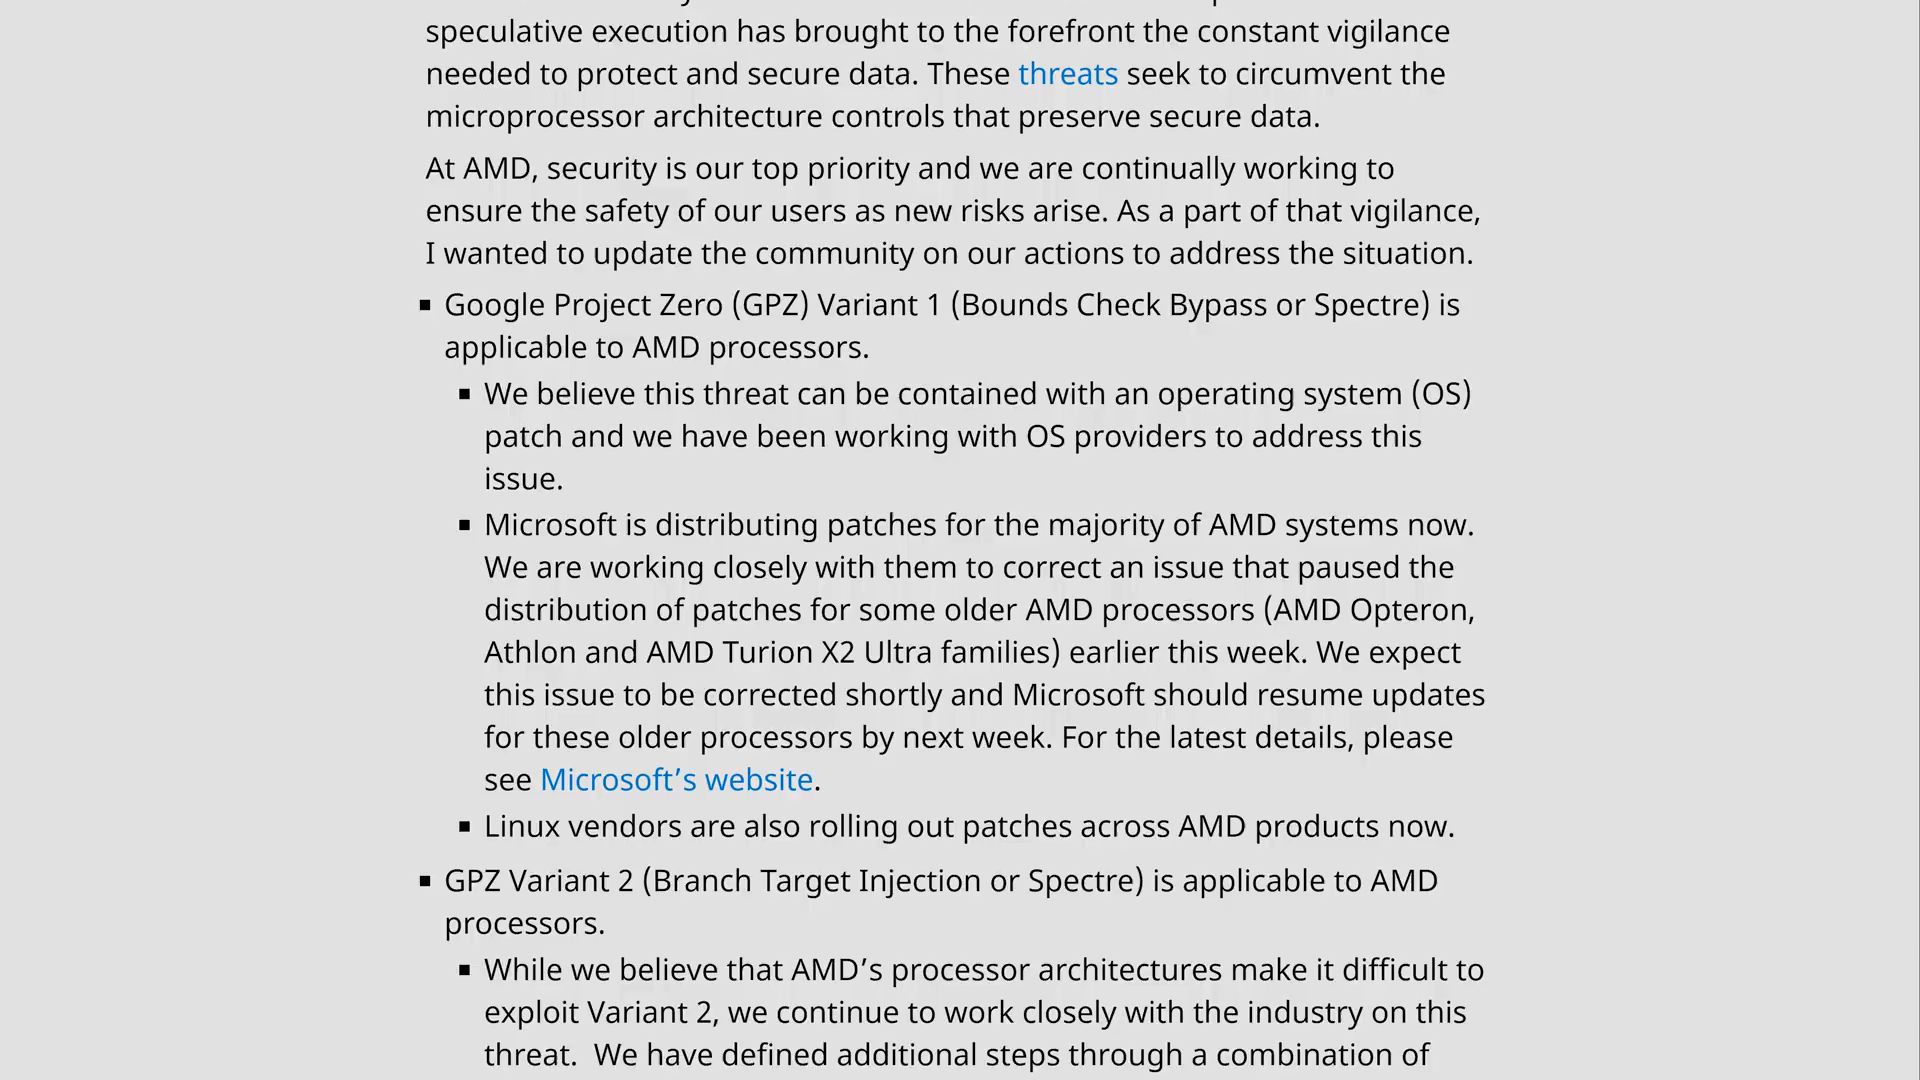 speculative execution has brought to the forefront the constant vigilance
needed to protect and secure data. These threats seek to circumvent the
microprocessor architecture controls that preserve secure data.
At AMD, security is our top priority and we are continually working to
ensure the safety of our users as new risks arise. As a part of that vigilance,
I wanted to update the community on our actions to address the situation.
▪ Google Project Zero (GPZ) Variant 1 (Bounds Check Bypass or Spectre) is
applicable to AMD processors.
▪ We believe this threat can be contained with an operating system (OS)
patch and we have been working with OS providers to address this
issue.
▪ Microsoft is distributing patches for the majority of AMD systems now.
We are working closely with them to correct an issue that paused the
distribution of patches for some older AMD processors (AMD Opteron,
Athlon and AMD Turion X2 Ultra families) earlier this week. We expect
this issue to be corrected shortly and Microsoft should resume updates
for these older processors by next week. For the latest details, please
see Microsoft’s website.
▪ Linux vendors are also rolling out patches across AMD products now.
▪ GPZ Variant 2 (Branch Target Injection or Spectre) is applicable to AMD
processors.
▪ While we believe that AMD’s processor architectures make it difficult to
exploit Variant 2, we continue to work closely with the industry on this
threat.  We have defined additional steps through a combination of